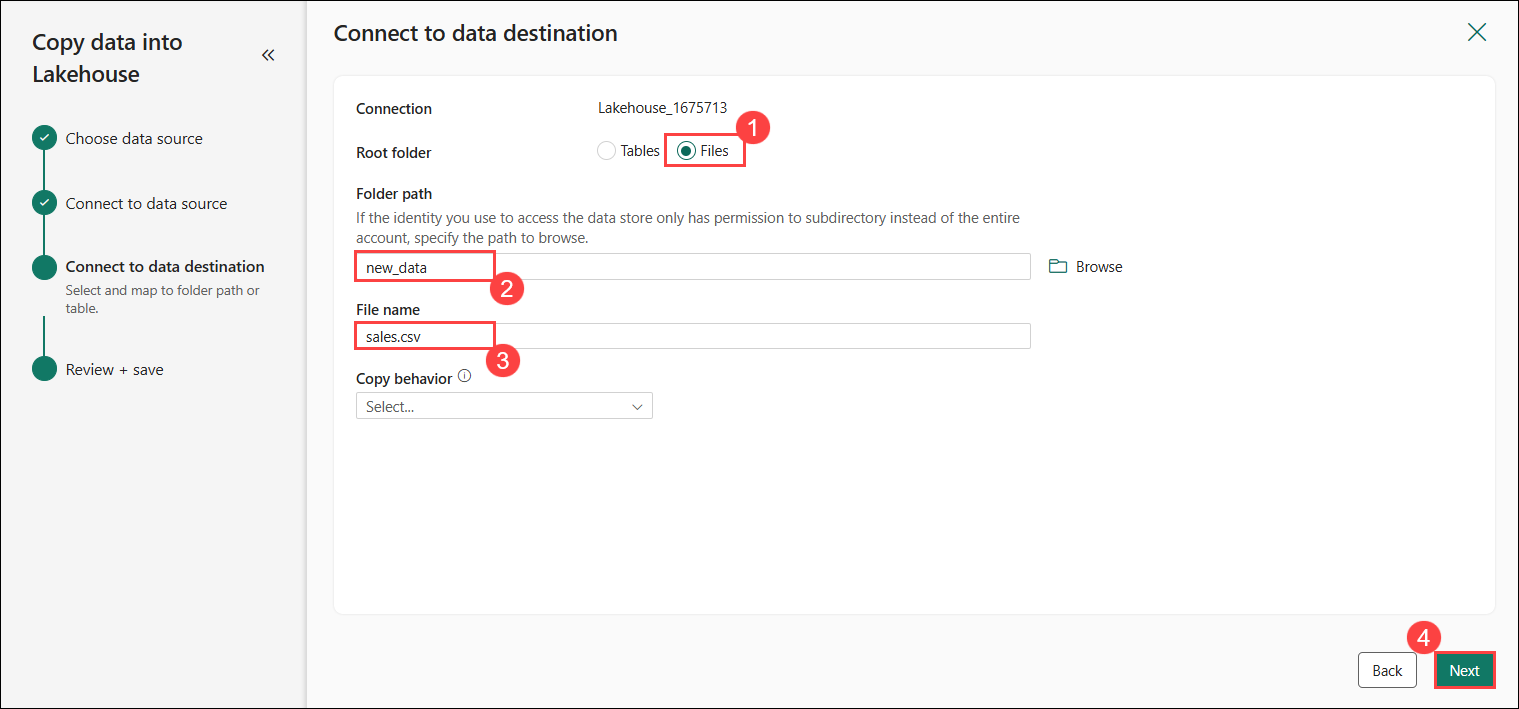 Copy data into
Lakehouse
Choose data source
Connect to data source
Connect to data destination
Select and map to folder path or
table.
Review + save
Connect to data destination
Connection
Lakehouse_1675713
1
Root folder
Tables
Files
Folder path
If the identity you use to access the data store only has permission to subdirectory instead of the entire
account, specify the path to browse.
new_data
Browse
2
File name
sales.csv
3
Copy behavior
Select...
4
Back
Next